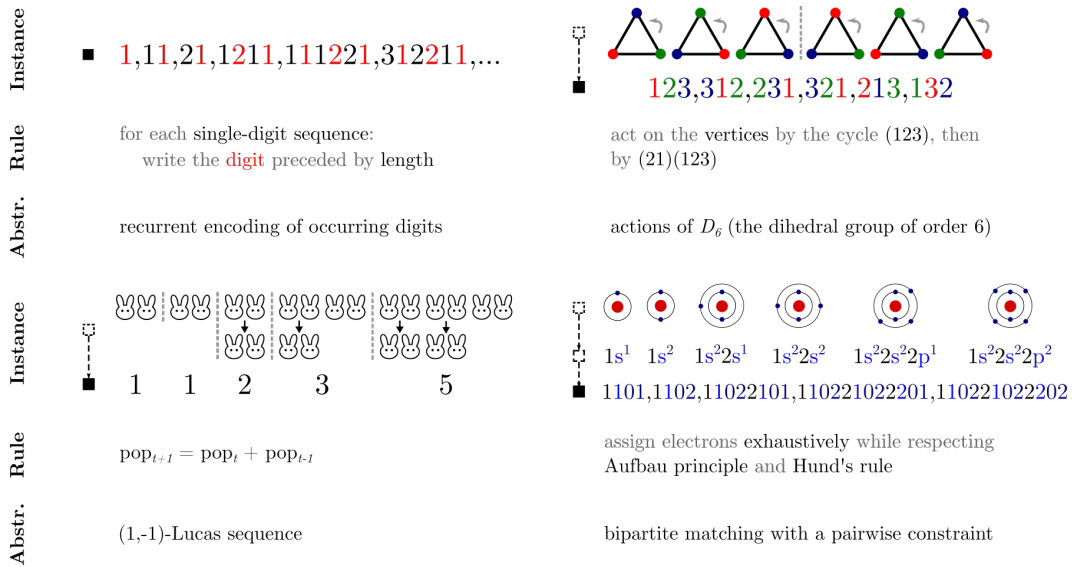 Instance
1,11,21,1211,111221,312211,...
123,312,231,321,213,132
Rule
for each single-digit sequence:
write the digit preceded by length
act on the vertices by the cycle (123), then
by (21)(123)
Abstr.
recurrent encoding of occurring digits
actions of D6 (the dihedral group of order 6)
Instance
1 1 2 3 5
1s¹ 1s² 1s²2s¹ 1s²2s² 1s²2s²2p¹ 1s²2s²2p²
1101,1102,11022101,110221022201,110221022202
Rule
popt+1 = popt + popt-1
assign electrons exhaustively while respecting
Aufbau principle and Hund's rule
Abstr.
(1,-1)-Lucas sequence
bipartite matching with a pairwise constraint